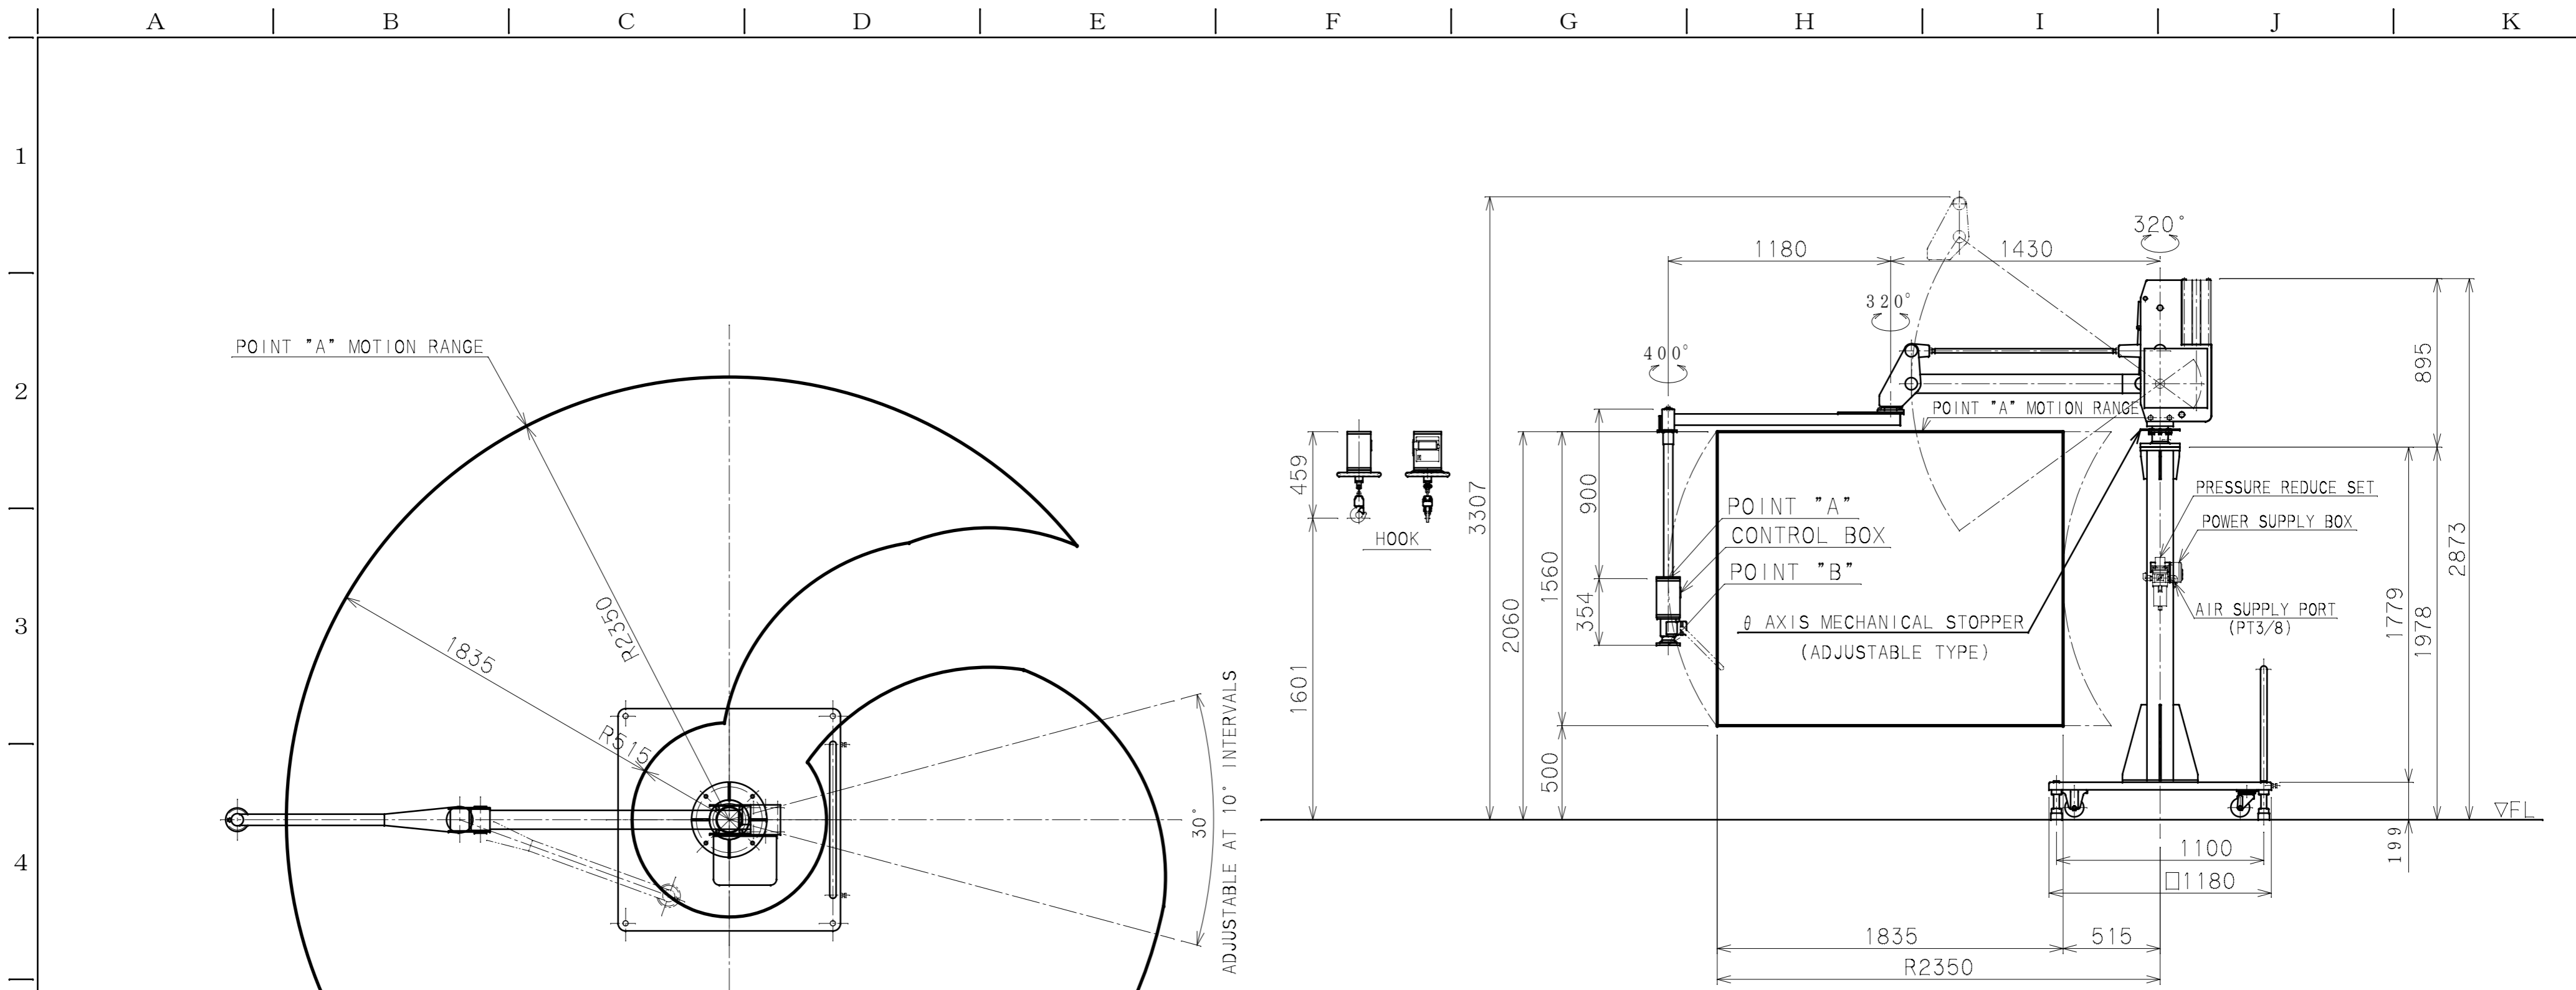 A B C D E F G H I J K
1
2
3
4
POINT "A" MOTION RANGE
R2350
1835
R515
30°
ADJUSTABLE AT 10° INTERVALS
459
1601
HOOK
3307
2060
1560
500
900
354
1180
1430
320°
320°
400°
POINT "A" MOTION RANGE
POINT "A"
CONTROL BOX
POINT "B"
θ AXIS MECHANICAL STOPPER
(ADJUSTABLE TYPE)
PRESSURE REDUCE SET
POWER SUPPLY BOX
AIR SUPPLY PORT
(PT3/8)
895
2873
1779
1978
▽FL
199
1100
□1180
1835
515
R2350